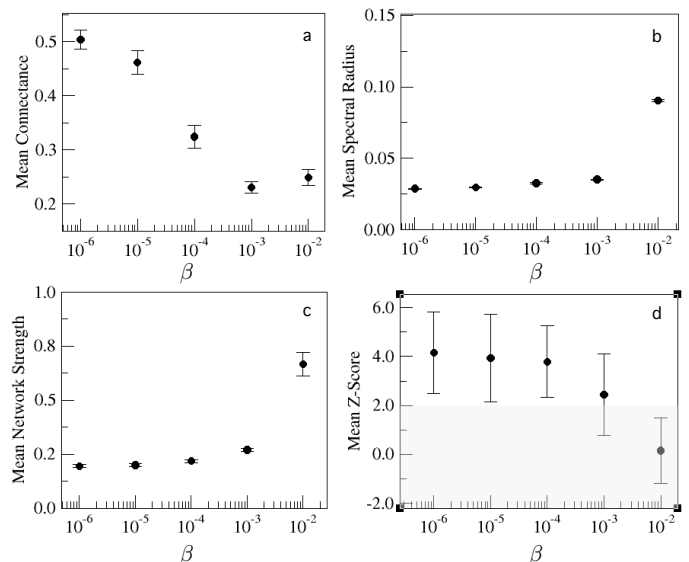 a
0.5
0.4
0.3
0.2
Mean Connectance
10-6 10-5 10-4 10-3 10-2
β
b
0.15
0.10
0.05
0.00
Mean Spectral Radius
10-6 10-5 10-4 10-3 10-2
β
c
1.0
0.8
0.5
0.2
0.0
Mean Network Strength
10-6 10-5 10-4 10-3 10-2
β
d
6.0
4.0
2.0
0.0
-2.0
Mean Z-Score
10-6 10-5 10-4 10-3 10-2
β